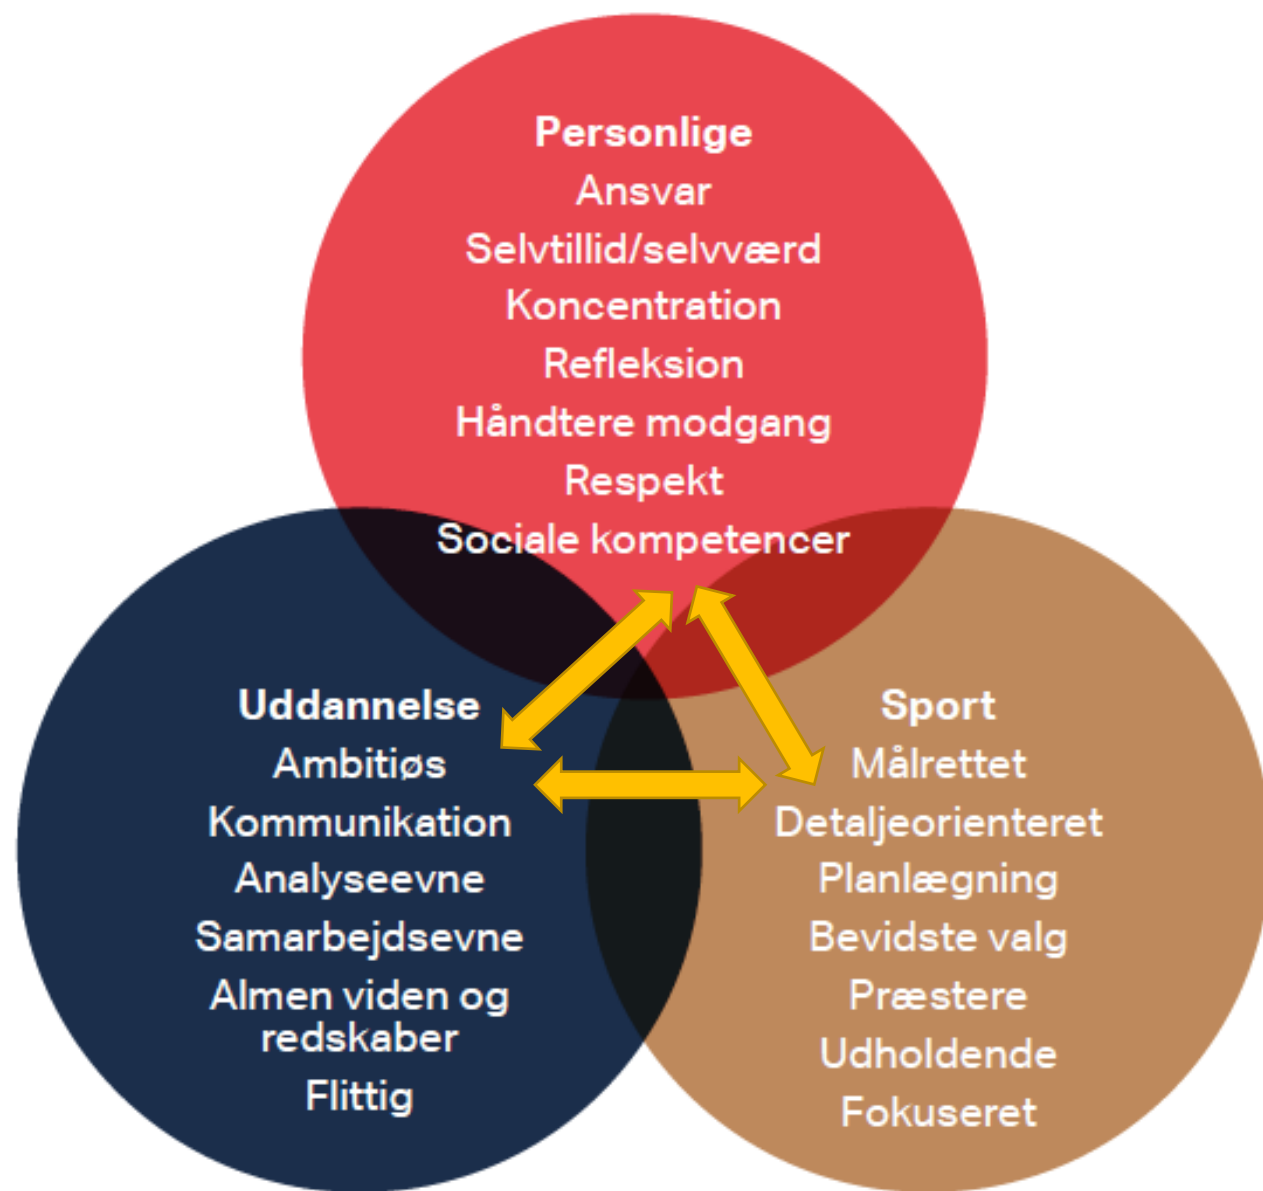 Personlige
Ansvar
Selvtillid/selvværd
Koncentration
Refleksion
Håndtere modgang
Respekt
Sociale kompetencer
Uddannelse
Ambitiøs
Kommunikation
Analyseevne
Samarbejdsevne
Almen viden og
redskaber
Flittig
Sport
Målrettet
Detaljeorienteret
Planlægning
Bevidste valg
Præstere
Udholdende
Fokuseret